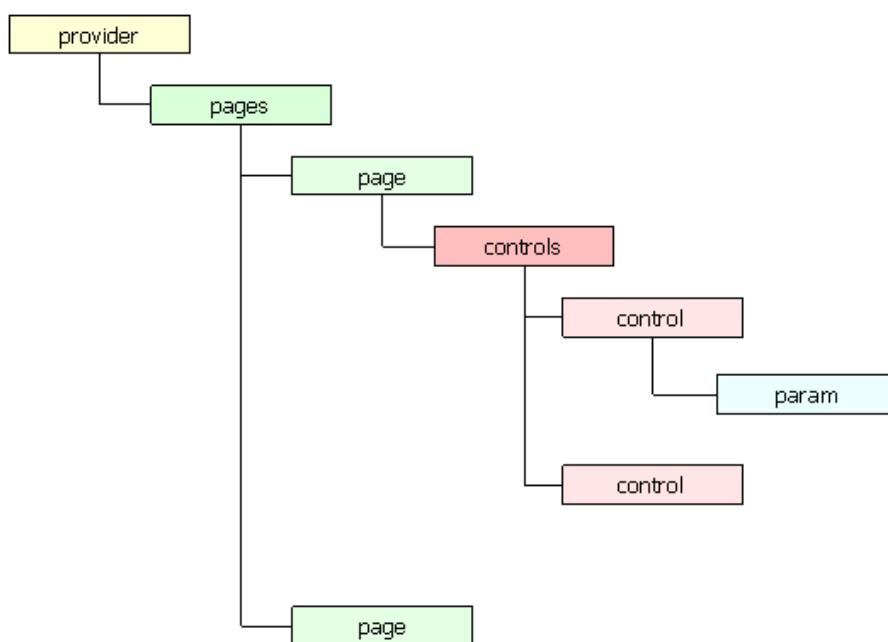 provider
pages
page
controls
control
param
control
page